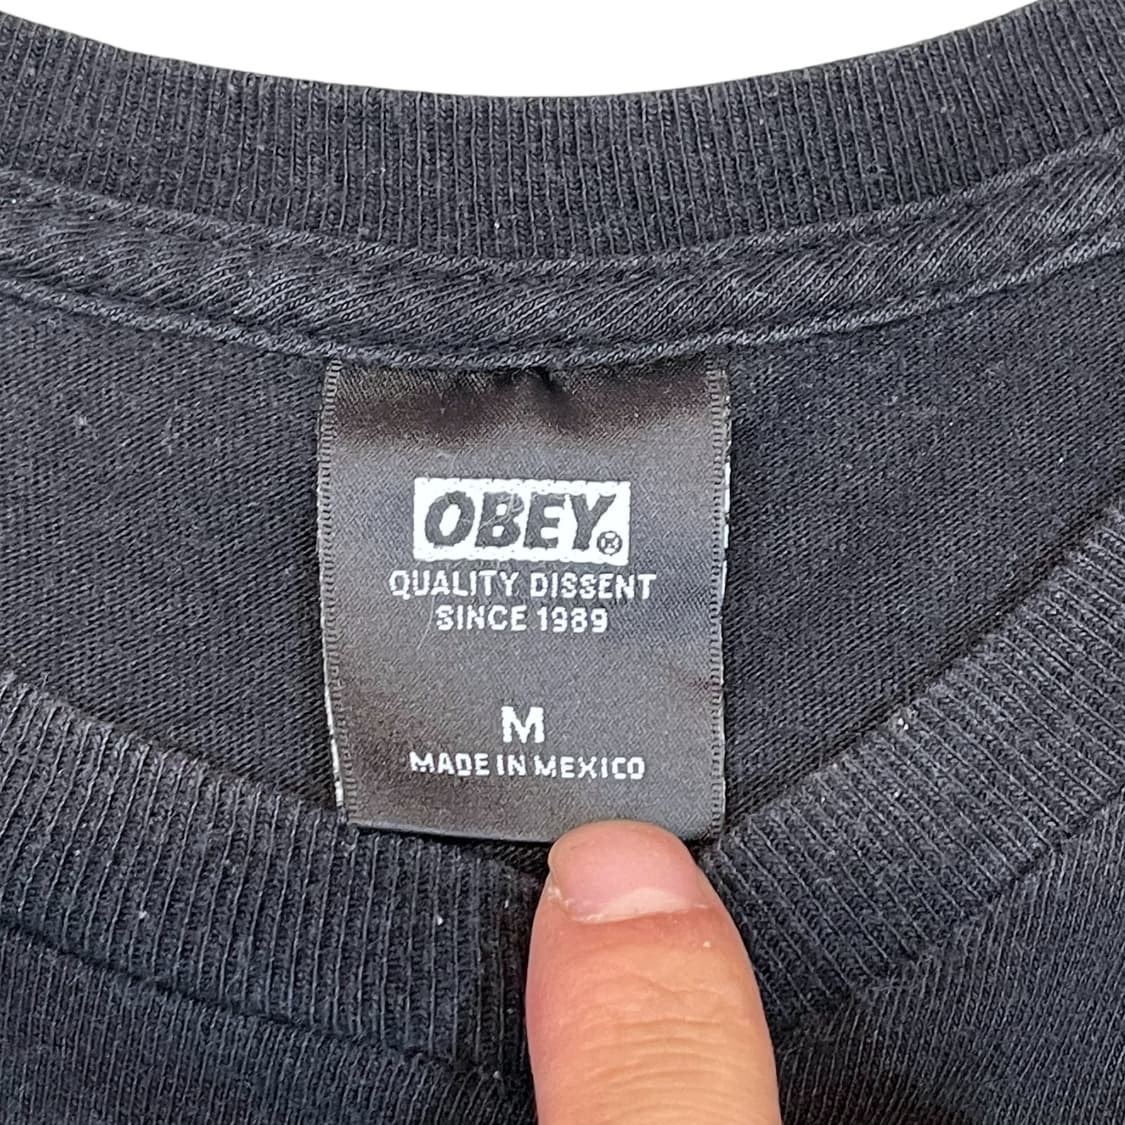 OBEY®
QUALITY DISSENT
SINCE 1989
M
MADE IN MEXICO